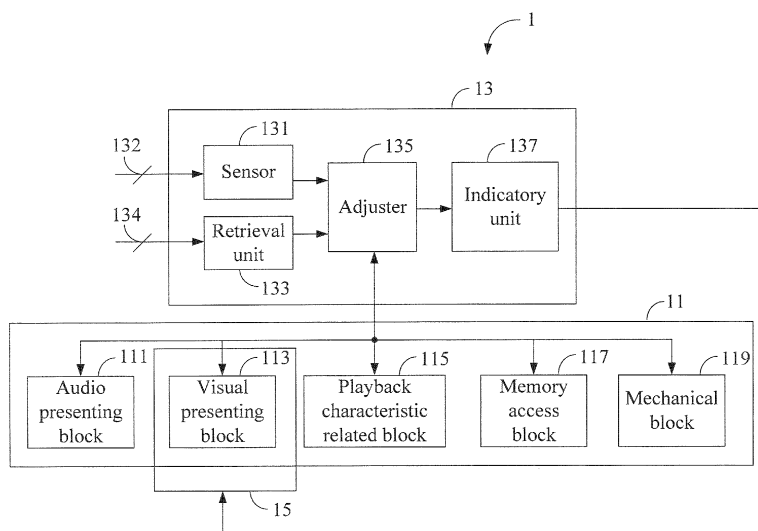 1
13
131
132
Sensor
135
Adjuster
137
Indicatory
unit
134
Retrieval
unit
133
11
111
Audio
presenting
block
113
Visual
presenting
block
115
Playback
characteristic
related block
117
Memory
access
block
119
Mechanical
block
15